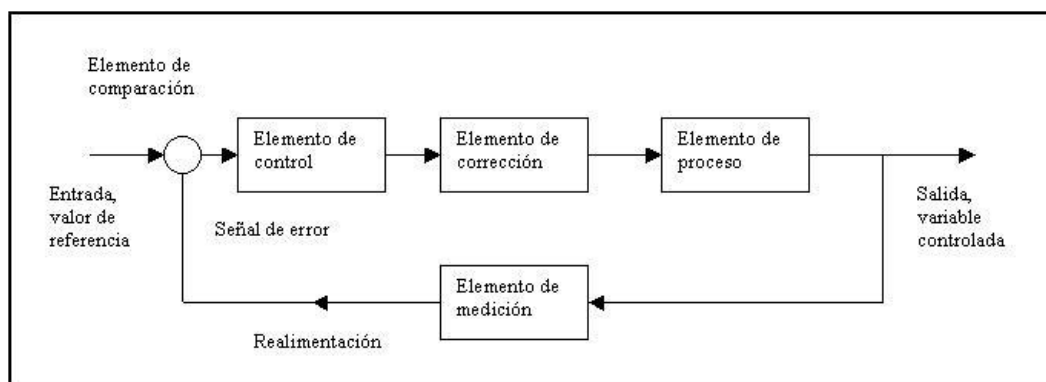 Elemento de
comparación
Elemento de
control
Elemento de
corrección
Elemento de
proceso
Entrada,
valor de
referencia
Señal de error
Salida,
variable
controlada
Elemento de
medición
Realimentación